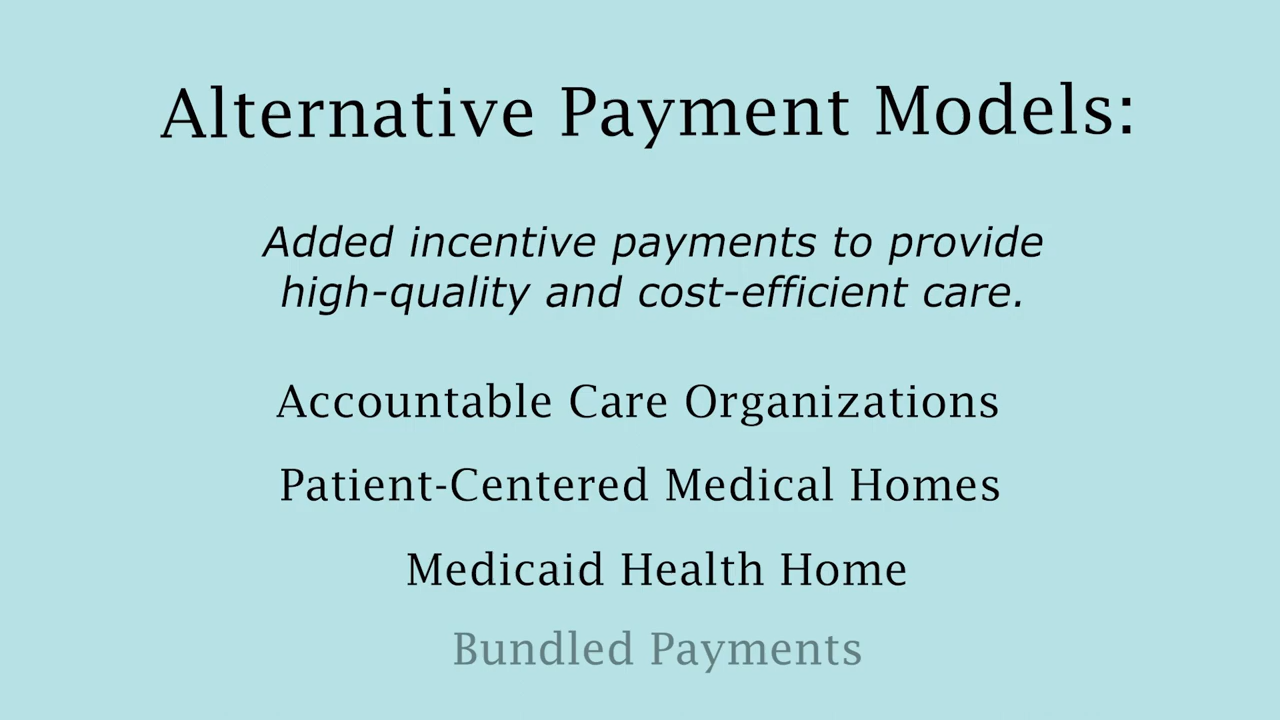 Alternative Payment Models:
Added incentive payments to provide
high-quality and cost-efficient care.
Accountable Care Organizations
Patient-Centered Medical Homes
Medicaid Health Home
Bundled Payments